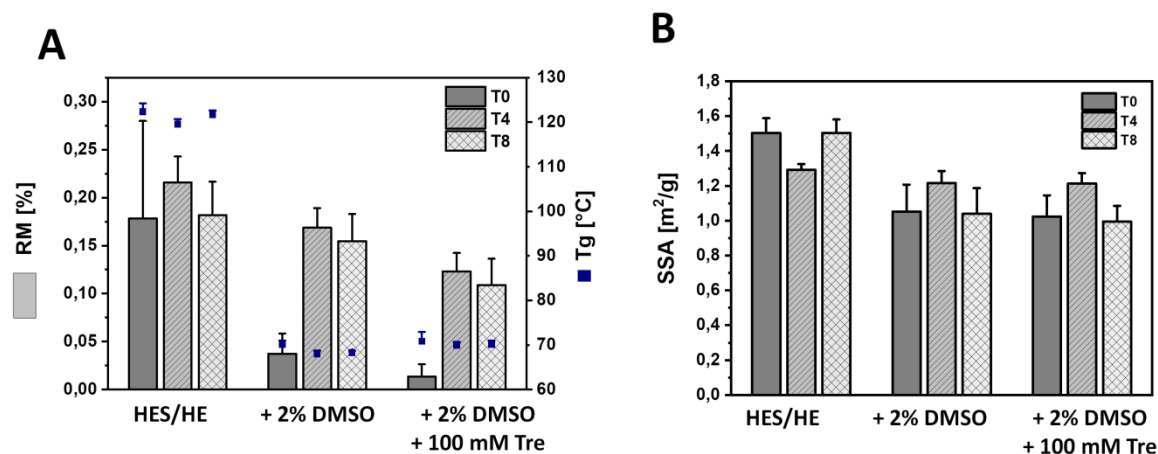 A
RM [%]
0,30
0,25
0,20
0,15
0,10
0,05
0,00
T0
T4
T8
130
120
110
100
90
80
70
60
Tg [°C]
HES/HE
+ 2% DMSO
+ 2% DMSO
+ 100 mM Tre
B
SSA [m²/g]
1,8
1,6
1,4
1,2
1,0
0,8
0,6
0,4
0,2
0,0
T0
T4
T8
HES/HE
+ 2% DMSO
+ 2% DMSO
+ 100 mM Tre